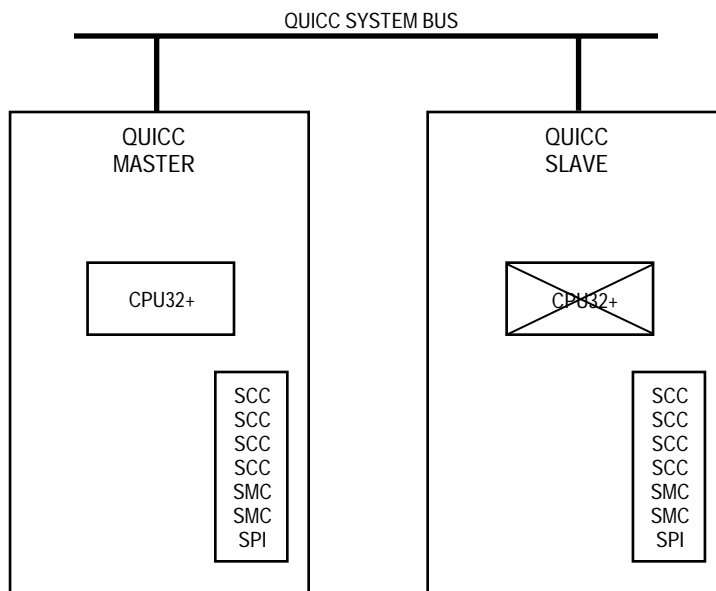 QUICC SYSTEM BUS
QUICC
MASTER
CPU32+
SCC
SCC
SCC
SCC
SMC
SMC
SPI
QUICC
SLAVE
CPU32+
SCC
SCC
SCC
SCC
SMC
SMC
SPI